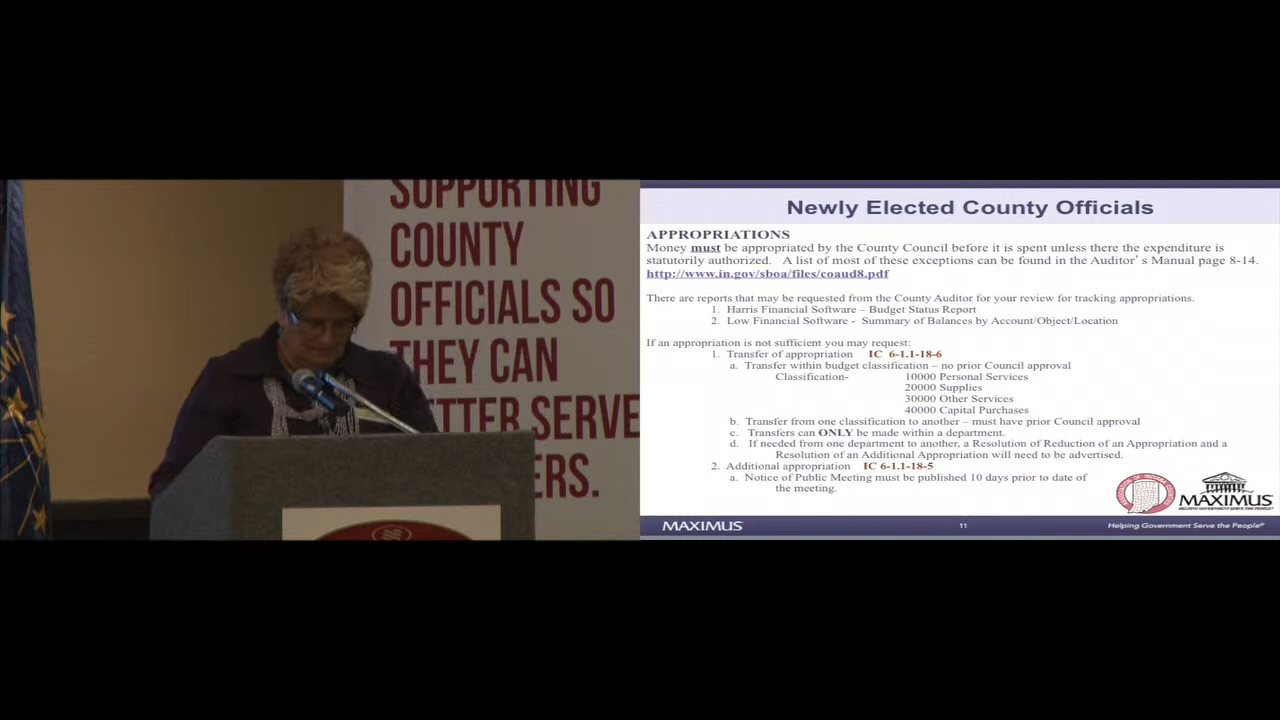 SUPPORTING
COUNTY
OFFICIALS SO
THEY CAN
BETTER SERVE
ERS.
Newly Elected County Officials
APPROPRIATIONS
Money must be appropriated by the County Council before it is spent unless there the expenditure is
statutorily authorized. A list of most of these exceptions can be found in the Auditor's Manual page 8-14.
http://www.in.gov/sboa/files/coaud8.pdf
There are reports that may be requested from the County Auditor for your review for tracking appropriations.
1. Harris Financial Software – Budget Status Report
2. Low Financial Software - Summary of Balances by Account/Object/Location
If an appropriation is not sufficient you may request:
1. Transfer of appropriation IC 6-1.1-18-6
a. Transfer within budget classification – no prior Council approval
Classification- 10000 Personal Services
20000 Supplies
30000 Other Services
40000 Capital Purchases
b. Transfer from one classification to another – must have prior Council approval
c. Transfers can ONLY be made within a department.
d. If needed from one department to another, a Resolution of Reduction of an Appropriation and a
Resolution of an Additional Appropriation will need to be advertised.
2. Additional appropriation IC 6-1.1-18-5
a. Notice of Public Meeting must be published 10 days prior to date of
the meeting.
MAXIMUS
HELPING GOVERNMENT SERVE THE PEOPLE®
MAXIMUS 11 Helping Government Serve the People®